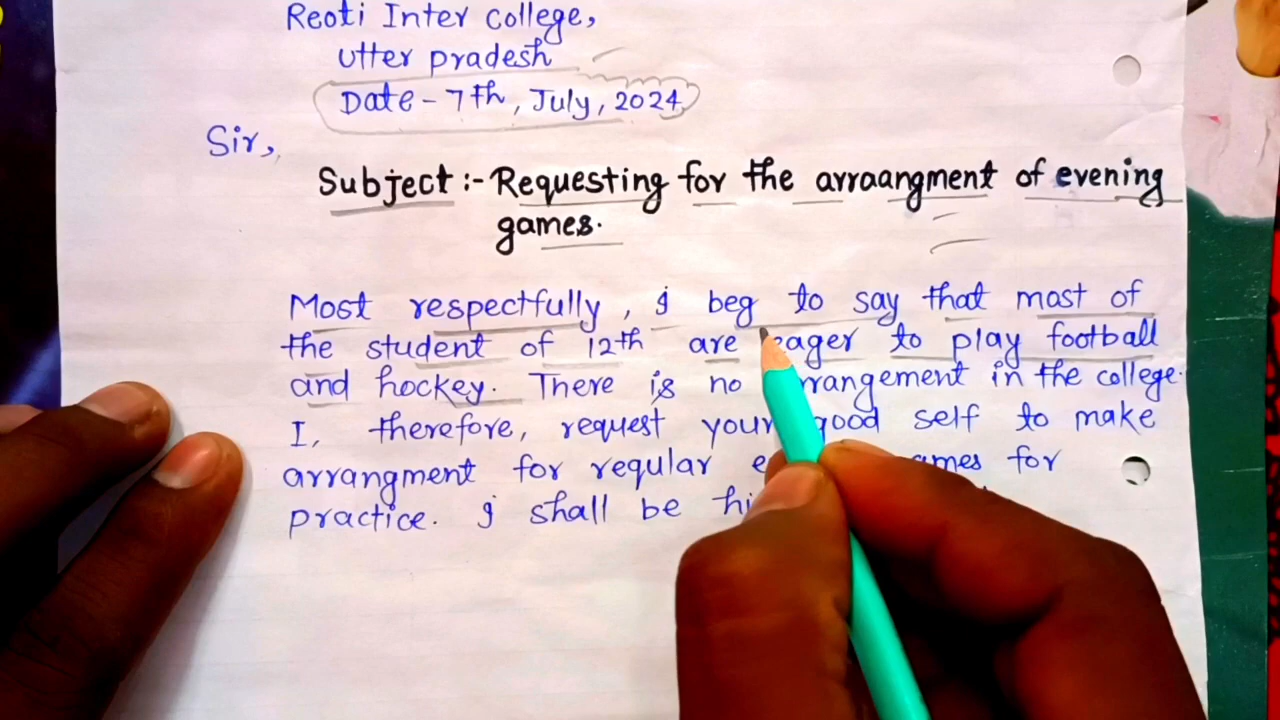 Reoti Inter college,
Utter pradesh
Date - 7th, July, 2024
Sir,
Subject :- Requesting for the arraangment of evening
games.
Most respectfully, I beg to say that most of
the student of 12th are eager to play football
and hockey. There is no arrangement in the college.
I, therefore, request your good self to make
arrangment for regular games for
practice. I shall be